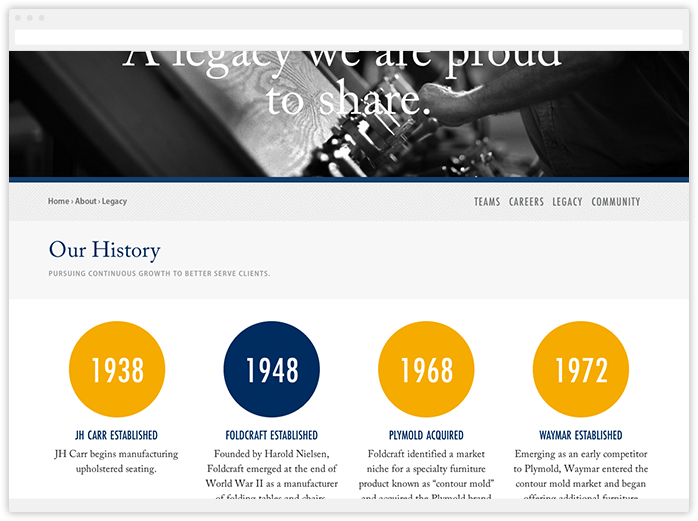 A legacy we are proud
to share.
Home › About › Legacy
TEAMS CAREERS LEGACY COMMUNITY
Our History
PURSUING CONTINUOUS GROWTH TO BETTER SERVE CLIENTS.
1938
1948
1968
1972
JH CARR ESTABLISHED
JH Carr begins manufacturing
upholstered seating.
FOLDCRAFT ESTABLISHED
Founded by Harold Nielsen,
Foldcraft emerged at the end of
World War II as a manufacturer
of folding tables and chairs
PLYMOLD ACQUIRED
Foldcraft identified a market
niche for a specialty furniture
product known as “contour mold”
and acquired the Plymold brand
WAYMAR ESTABLISHED
Emerging as an early competitor
to Plymold, Waymar entered the
contour mold market and began
offering additional furniture